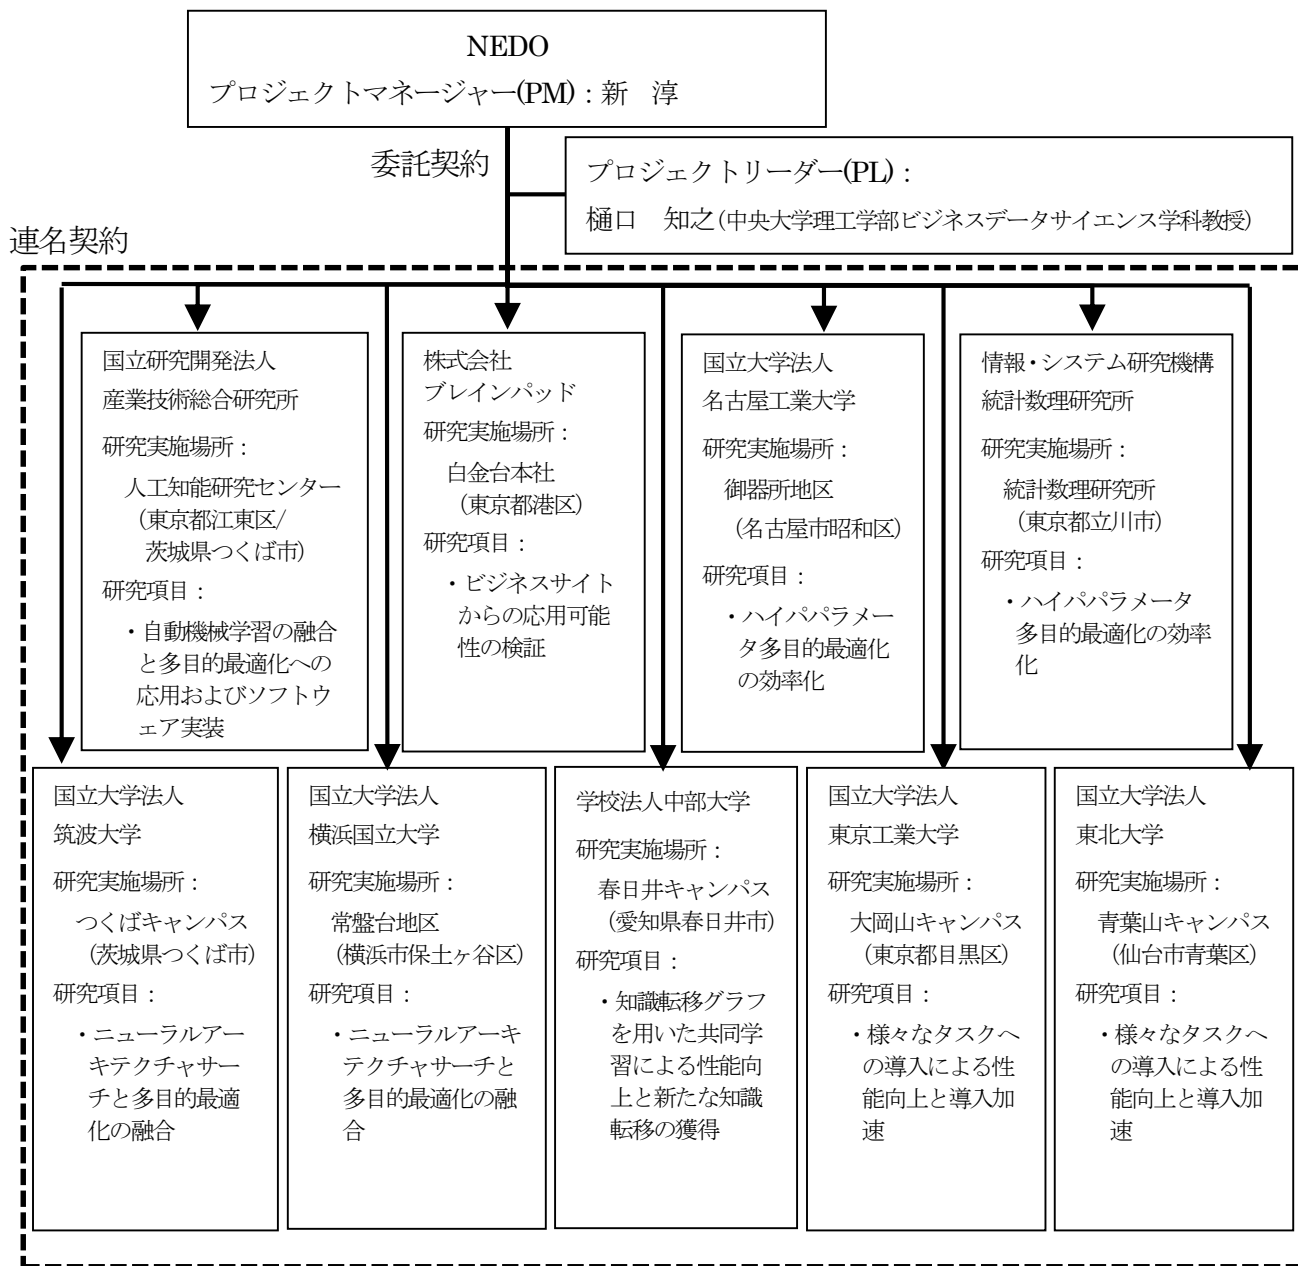 NEDO
プロジェクトマネージャー(PM)：新　淳
委託契約
プロジェクトリーダー(PL)：
樋口　知之(中央大学理工学部ビジネスデータサイエンス学科教授)
連名契約
国立研究開発法人
産業技術総合研究所
研究実施場所：
人工知能研究センター
(東京都江東区/
茨城県つくば市)
研究項目：
・自動機械学習の融合
と多目的最適化への
応用およびソフトウ
ェア実装
株式会社
ブレインパッド
研究実施場所：
白金台本社
(東京都港区)
研究項目：
・ビジネスサイト
からの応用可能
性の検証
国立大学法人
名古屋工業大学
研究実施場所：
御器所地区
(名古屋市昭和区)
研究項目：
・ハイパパラメー
タ多目的最適化
の効率化
情報・システム研究機構
統計数理研究所
研究実施場所：
統計数理研究所
(東京都立川市)
研究項目：
・ハイパパラメータ
多目的最適化の効率
化
国立大学法人
筑波大学
研究実施場所：
つくばキャンパス
(茨城県つくば市)
研究項目：
・ニューラルアー
キテクチャサー
チと多目的最適
化の融合
国立大学法人
横浜国立大学
研究実施場所：
常盤台地区
(横浜市保土ヶ谷区)
研究項目：
・ニューラルアーキ
テクチャサーチと
多目的最適化の融
合
学校法人中部大学
研究実施場所：
春日井キャンパス
(愛知県春日井市)
研究項目：
・知識転移グラフ
を用いた共同学
習による性能向
上と新たな知識
転移の獲得
国立大学法人
東京工業大学
研究実施場所：
大岡山キャンパス
(東京都目黒区)
研究項目：
・様々なタスクへ
の導入による性
能向上と導入加
速
国立大学法人
東北大学
研究実施場所：
青葉山キャンパス
(仙台市青葉区)
研究項目：
・様々なタスクへ
の導入による性
能向上と導入加
速